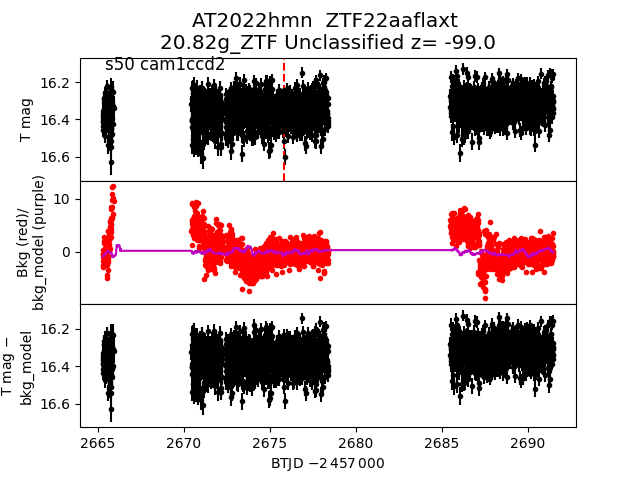 AT2022hmn ZTF22aaflaxt
20.82g_ZTF Unclassified z= -99.0
s50 cam1ccd2
16.2
16.4
16.6
T mag
10
0
Bkg (red)/
bkg_model (purple)
16.2
16.4
16.6
T mag −
bkg_model
2665 2670 2675 2680 2685 2690
BTJD −2 457 000